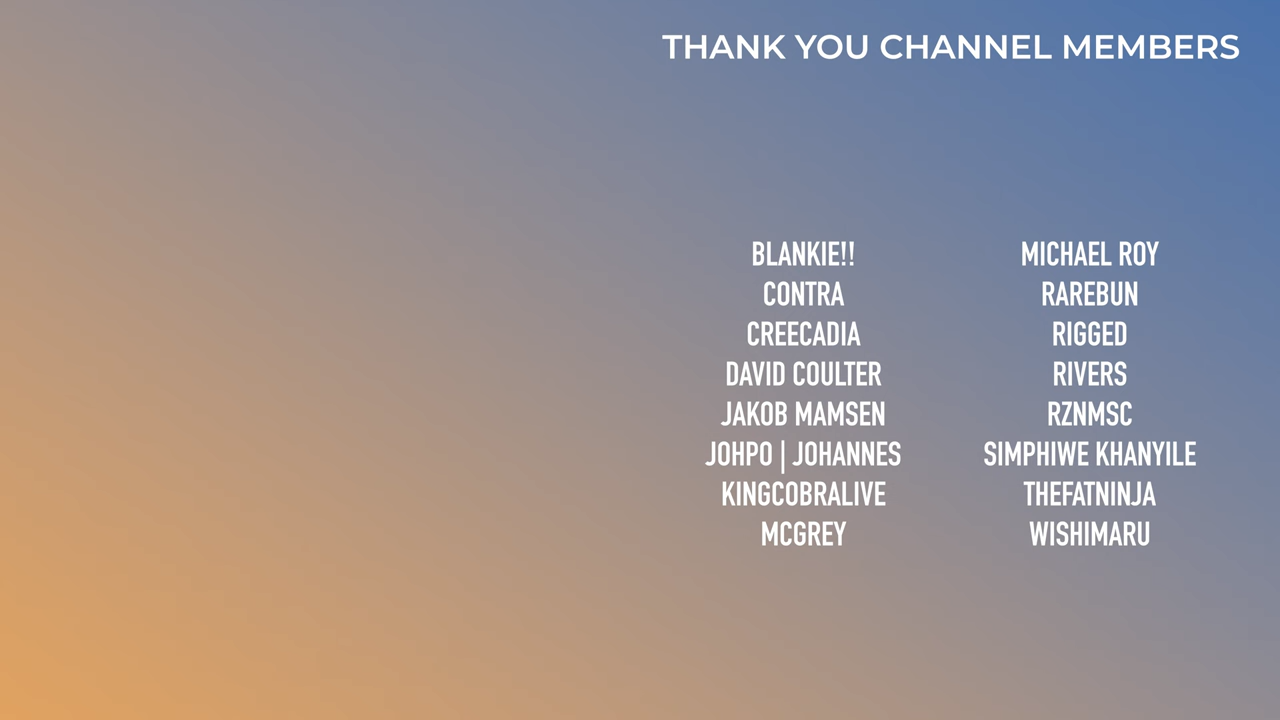 THANK YOU CHANNEL MEMBERS
BLANKIE!!
CONTRA
CREECADIA
DAVID COULTER
JAKOB MAMSEN
JOHPO | JOHANNES
KINGCOBRALIVE
MCGREY
MICHAEL ROY
RAREBUN
RIGGED
RIVERS
RZNMSC
SIMPHIWE KHANYILE
THEFATNINJA
WISHIMARU